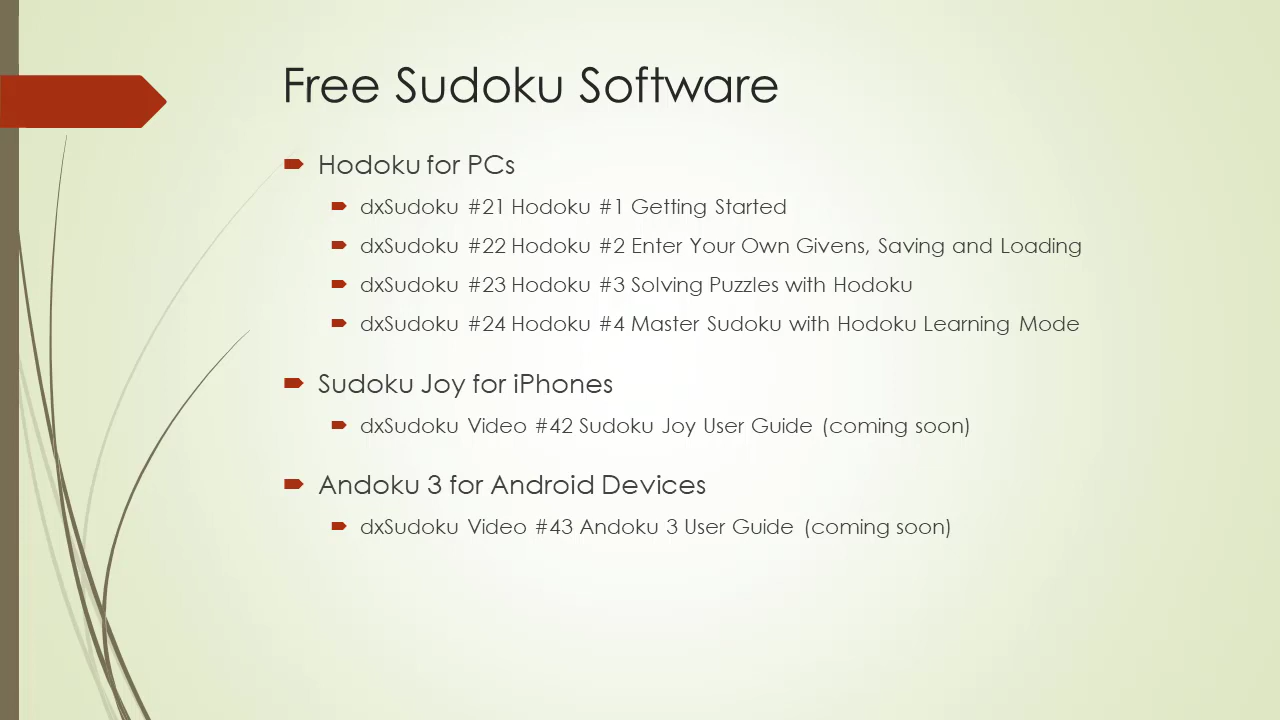 Free Sudoku Software
Hodoku for PCs
dxSudoku #21 Hodoku #1 Getting Started
dxSudoku #22 Hodoku #2 Enter Your Own Givens, Saving and Loading
dxSudoku #23 Hodoku #3 Solving Puzzles with Hodoku
dxSudoku #24 Hodoku #4 Master Sudoku with Hodoku Learning Mode
Sudoku Joy for iPhones
dxSudoku Video #42 Sudoku Joy User Guide (coming soon)
Andoku 3 for Android Devices
dxSudoku Video #43 Andoku 3 User Guide (coming soon)